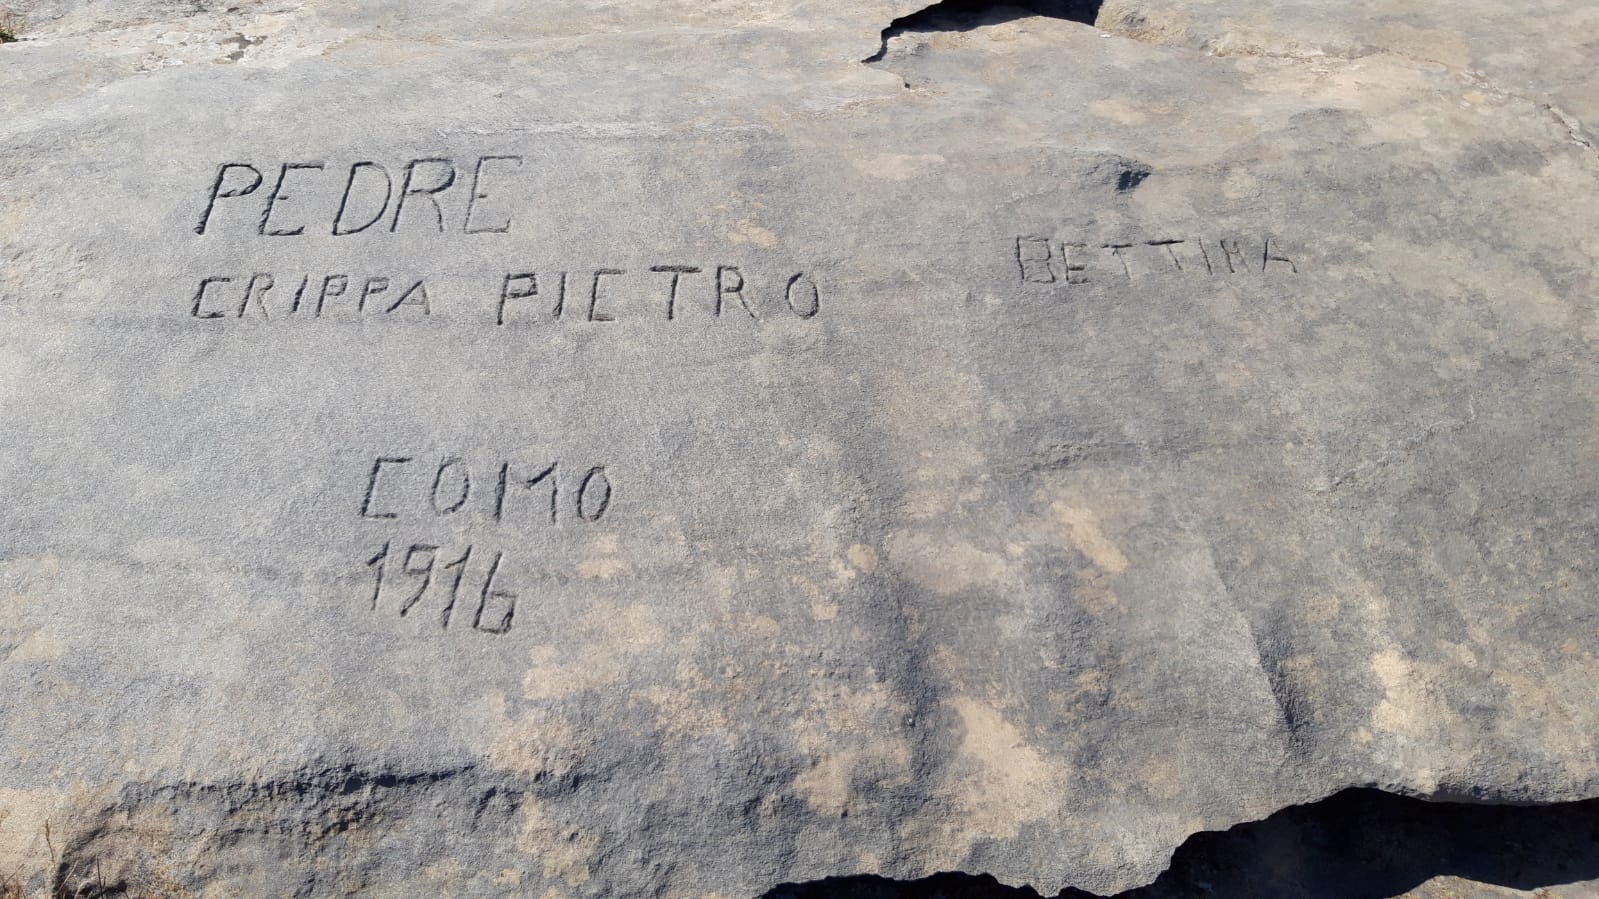 PEDRE
CRIPPA PIETRO
BETTINA
COMO
1916